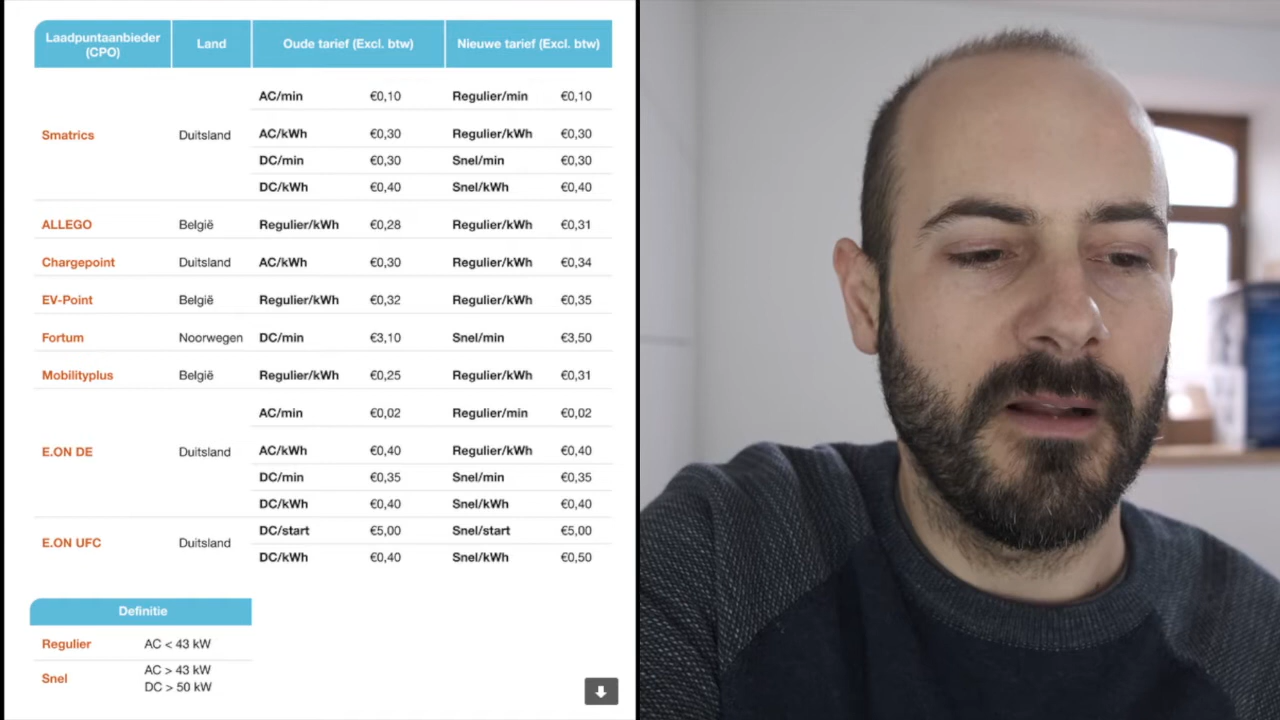 Laadpuntaanbieder (CPO) Land Oude tarief (Excl. btw) Nieuwe tarief (Excl. btw)
AC/min €0,10 Regulier/min €0,10
Smatrics Duitsland AC/kWh €0,30 Regulier/kWh €0,30
DC/min €0,30 Snel/min €0,30
DC/kWh €0,40 Snel/kWh €0,40
ALLEGO België Regulier/kWh €0,28 Regulier/kWh €0,31
Chargepoint Duitsland AC/kWh €0,30 Regulier/kWh €0,34
EV-Point België Regulier/kWh €0,32 Regulier/kWh €0,35
Fortum Noorwegen DC/min €3,10 Snel/min €3,50
Mobilityplus België Regulier/kWh €0,25 Regulier/kWh €0,31
AC/min €0,02 Regulier/min €0,02
E.ON DE Duitsland AC/kWh €0,40 Regulier/kWh €0,40
DC/min €0,35 Snel/min €0,35
DC/kWh €0,40 Snel/kWh €0,40
E.ON UFC Duitsland DC/start €5,00 Snel/start €5,00
DC/kWh €0,40 Snel/kWh €0,50
Definitie
Regulier AC < 43 kW
Snel AC > 43 kW
DC > 50 kW